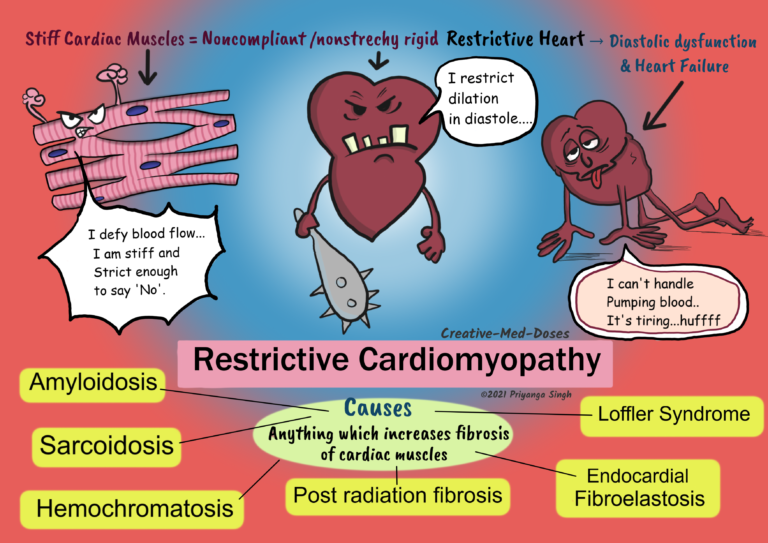 Stiff Cardiac Muscles = Noncompliant /nonstrechy rigid Restrictive Heart → Diastolic dysfunction
& Heart Failure
I restrict
dilation
in diastole....
I defy blood flow...
I am stiff and
Strict enough
to say 'No'.
I can't handle
Pumping blood..
It's tiring...huffff
Creative-Med-Doses
Restrictive Cardiomyopathy
©2021 Priyanga Singh
Causes
Anything which increases fibrosis
of cardiac muscles
Amyloidosis
Sarcoidosis
Hemochromatosis
Post radiation fibrosis
Loffler Syndrome
Endocardial
Fibroelastosis